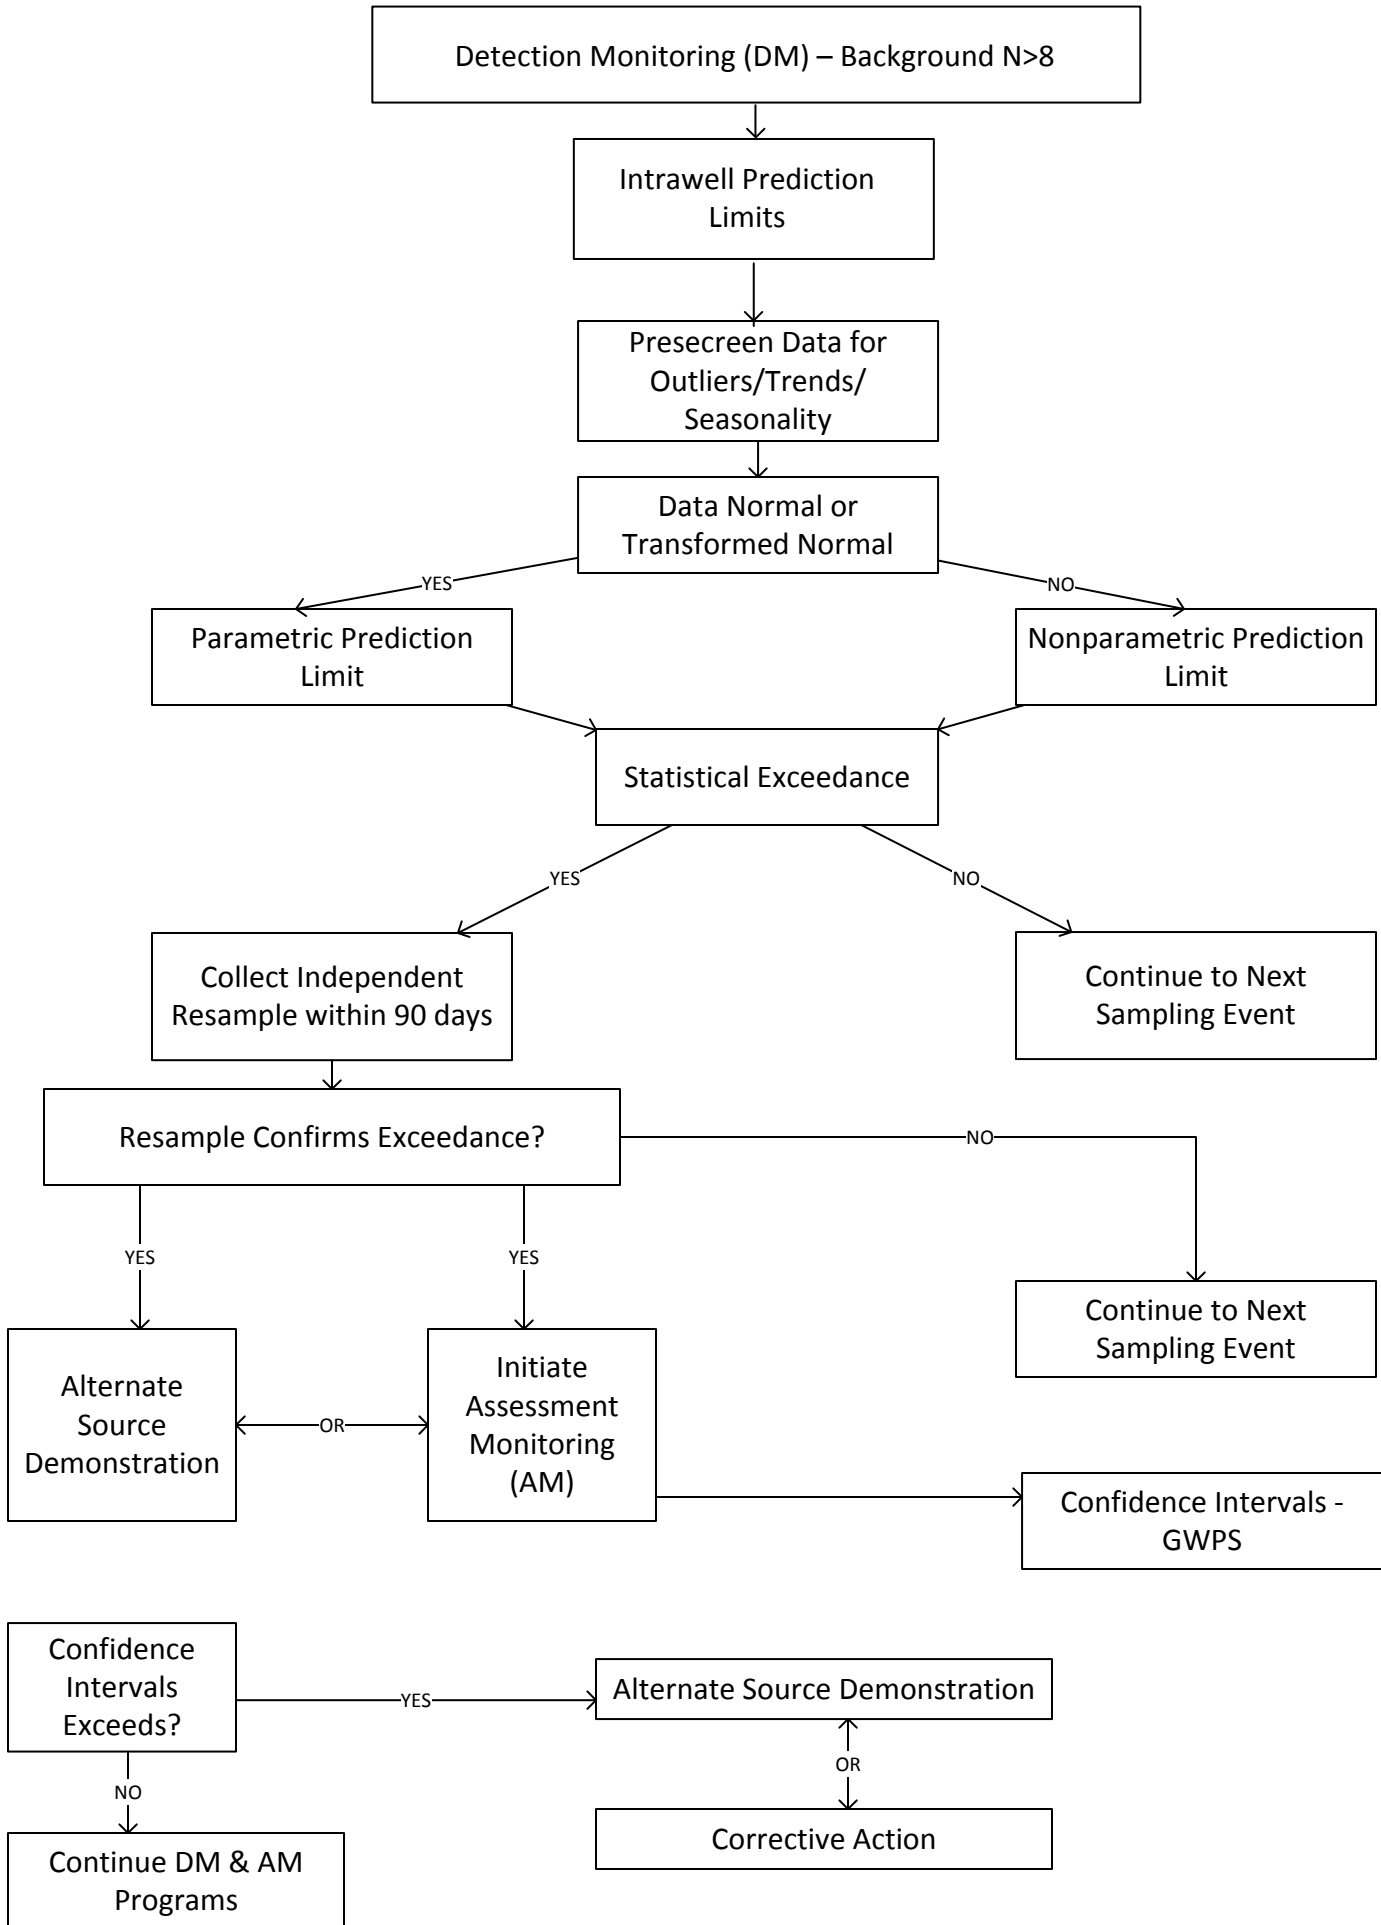 Detection Monitoring (DM) – Background N>8
Intrawell Prediction
Limits
Presecreen Data for
Outliers/Trends/
Seasonality
Data Normal or
Transformed Normal
YES
NO
Parametric Prediction
Limit
Nonparametric Prediction
Limit
Statistical Exceedance
YES
NO
Collect Independent
Resample within 90 days
Continue to Next
Sampling Event
Resample Confirms Exceedance?
NO
YES
YES
Continue to Next
Sampling Event
Alternate
Source
Demonstration
OR
Initiate
Assessment
Monitoring
(AM)
Confidence Intervals -
GWPS
Confidence
Intervals
Exceeds?
YES
Alternate Source Demonstration
OR
NO
Corrective Action
Continue DM & AM
Programs